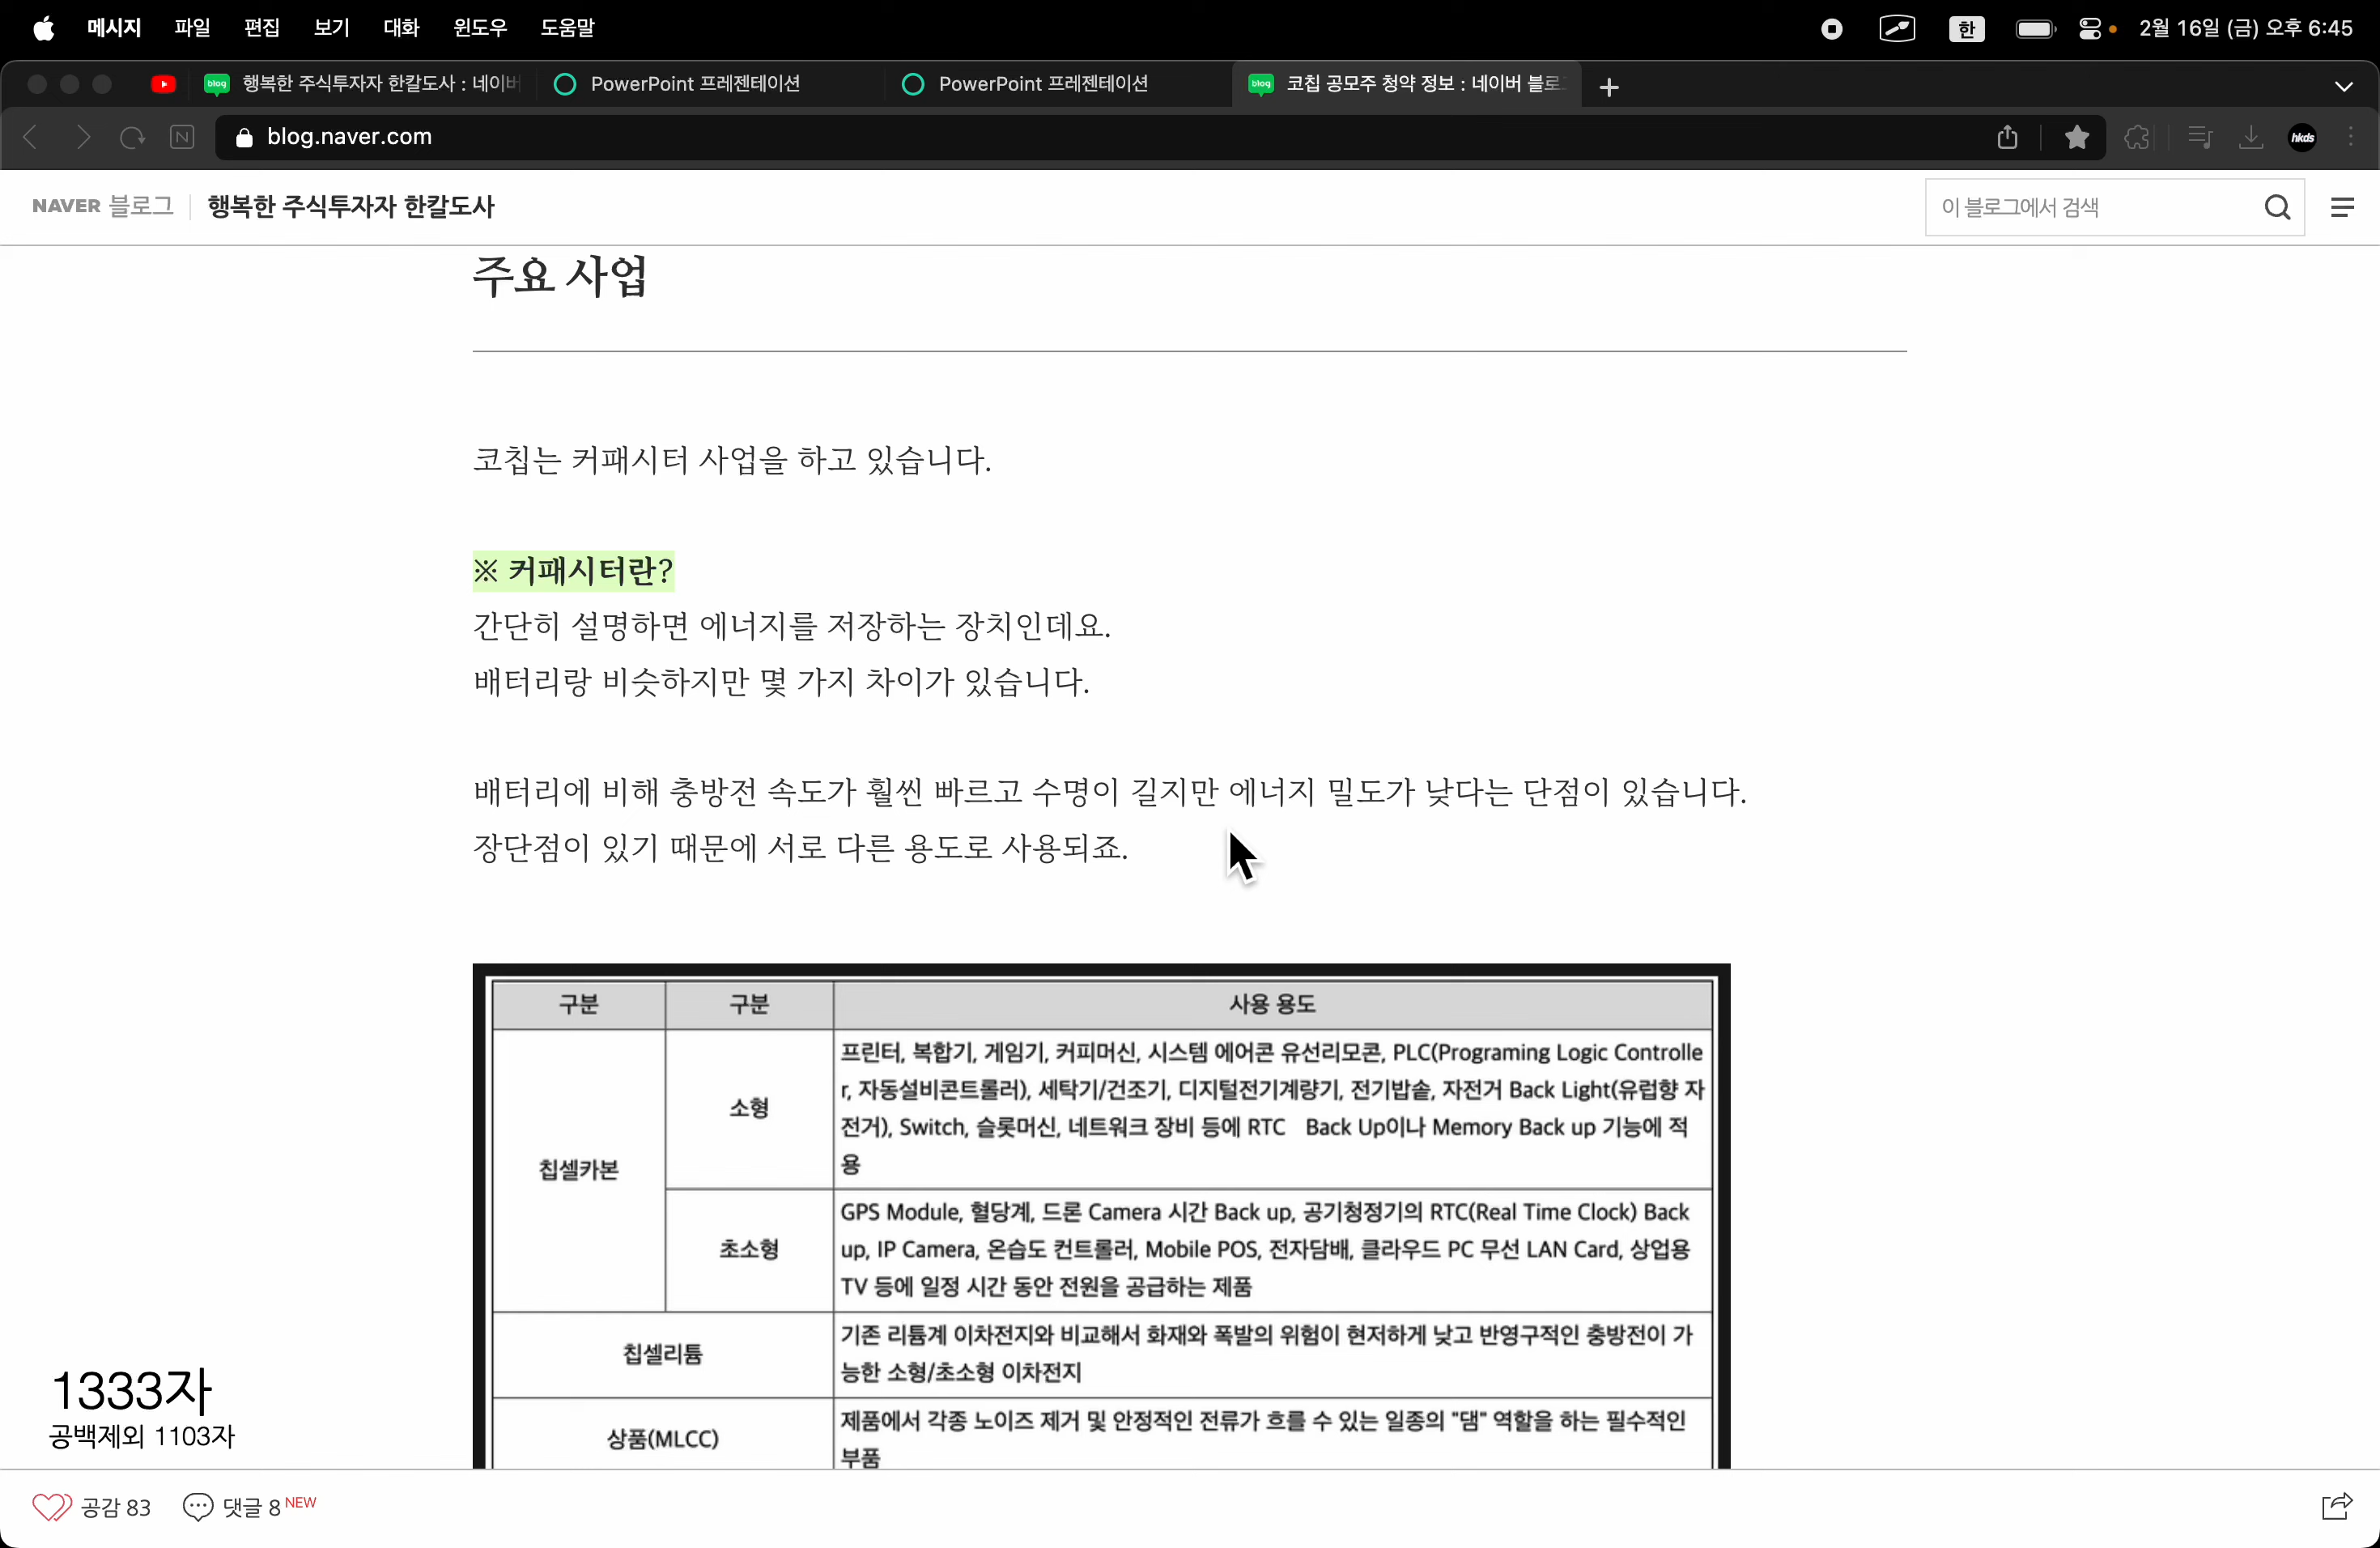 메시지 파일 편집 보기 대화 윈도우 도움말 한 2월 16일 (금) 오후 6:45
blog 행복한 주식투자자 한칼도사 : 네이버 PowerPoint 프레젠테이션 PowerPoint 프레젠테이션 blog 코칩 공모주 청약 정보 : 네이버 블로
N blog.naver.com hkds
NAVER 블로그 행복한 주식투자자 한칼도사 이 블로그에서 검색
주요 사업
코칩는 커패시터 사업을 하고 있습니다.
※ 커패시터란?
간단히 설명하면 에너지를 저장하는 장치인데요.
배터리랑 비슷하지만 몇 가지 차이가 있습니다.
배터리에 비해 충방전 속도가 훨씬 빠르고 수명이 길지만 에너지 밀도가 낮다는 단점이 있습니다.
장단점이 있기 때문에 서로 다른 용도로 사용되죠.
구분 구분 사용 용도
칩셀카본
소형
프린터, 복합기, 게임기, 커피머신, 시스템 에어콘 유선리모콘, PLC(Programing Logic Controlle
r, 자동설비콘트롤러), 세탁기/건조기, 디지털전기계량기, 전기밥솥, 자전거 Back Light(유럽향 자
전거), Switch, 슬롯머신, 네트워크 장비 등에 RTC Back Up이나 Memory Back up 기능에 적
용
초소형
GPS Module, 혈당계, 드론 Camera 시간 Back up, 공기청정기의 RTC(Real Time Clock) Back
up, IP Camera, 온습도 컨트롤러, Mobile POS, 전자담배, 클라우드 PC 무선 LAN Card, 상업용
TV 등에 일정 시간 동안 전원을 공급하는 제품
칩셀리튬
기존 리튬계 이차전지와 비교해서 화재와 폭발의 위험이 현저하게 낮고 반영구적인 충방전이 가
능한 소형/초소형 이차전지
상품(MLCC)
제품에서 각종 노이즈 제거 및 안정적인 전류가 흐를 수 있는 일종의 "댐" 역할을 하는 필수적인
부품
1333자
공백제외 1103자
공감 83 댓글 8 NEW